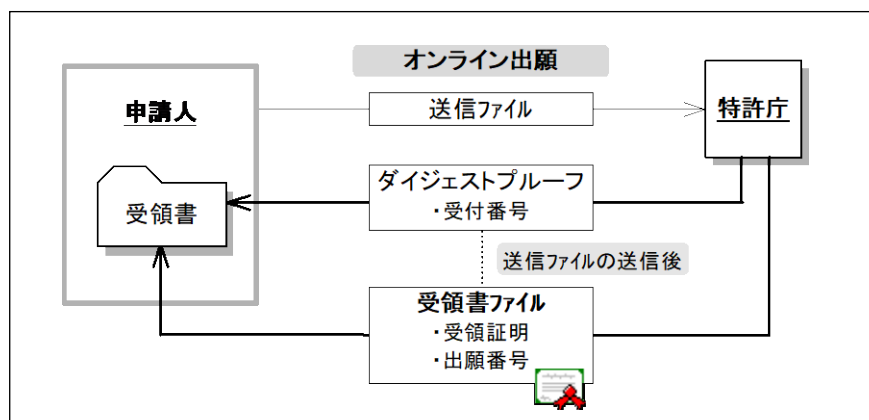 オンライン出願
申請人
送信ファイル
特許庁
ダイジェストプルーフ
・受付番号
受領書
送信ファイルの送信後
受領書ファイル
・受領証明
・出願番号